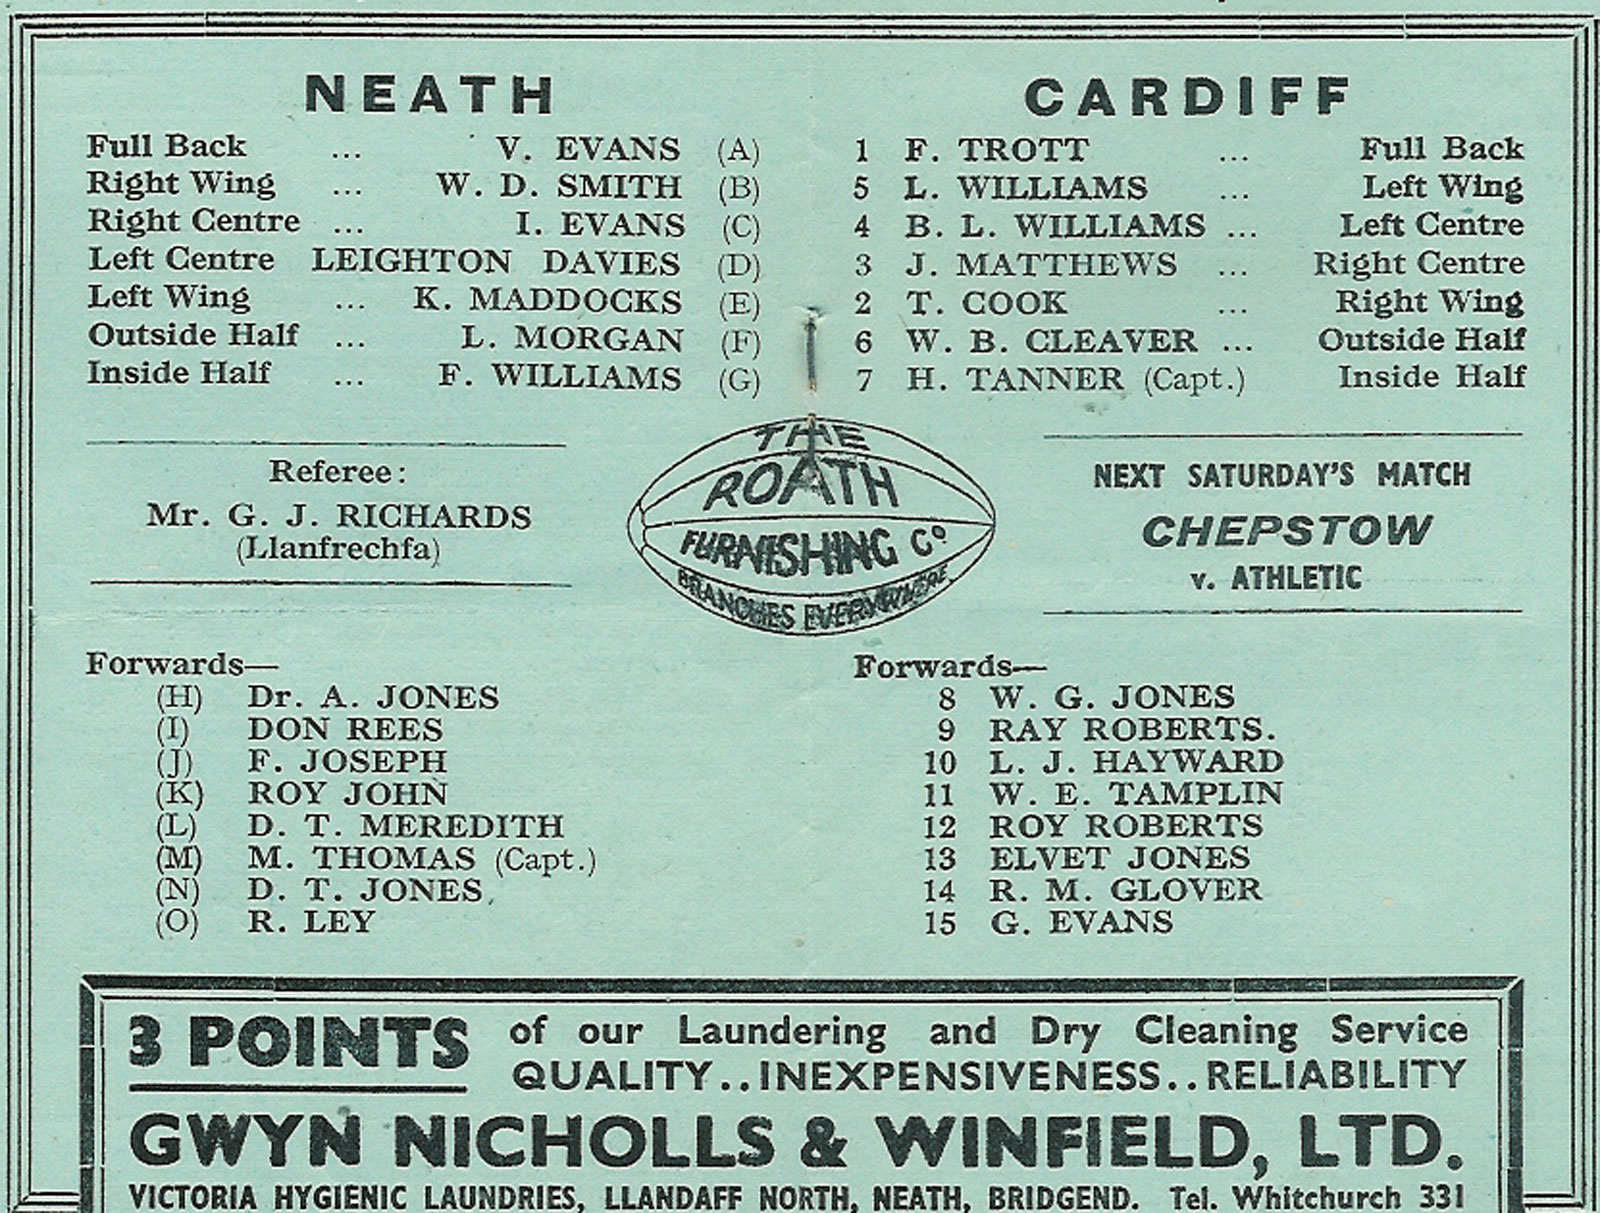 NEATH
Full Back ... V. EVANS (A)
Right Wing ... W. D. SMITH (B)
Right Centre ... I. EVANS (C)
Left Centre LEIGHTON DAVIES (D)
Left Wing ... K. MADDOCKS (E)
Outside Half ... L. MORGAN (F)
Inside Half ... F. WILLIAMS (G)
CARDIFF
1 F. TROTT ... Full Back
5 L. WILLIAMS ... Left Wing
4 B. L. WILLIAMS ... Left Centre
3 J. MATTHEWS ... Right Centre
2 T. COOK ... Right Wing
6 W. B. CLEAVER ... Outside Half
7 H. TANNER (Capt.) Inside Half
Referee:
Mr. G. J. RICHARDS
(Llanfrechfa)
THE
ROATH
FURNISHING Co
BRANCHES EVERYWHERE
NEXT SATURDAY'S MATCH
CHEPSTOW
v. ATHLETIC
Forwards—
(H) Dr. A. JONES
(I) DON REES
(J) F. JOSEPH
(K) ROY JOHN
(L) D. T. MEREDITH
(M) M. THOMAS (Capt.)
(N) D. T. JONES
(O) R. LEY
Forwards—
8 W. G. JONES
9 RAY ROBERTS.
10 L. J. HAYWARD
11 W. E. TAMPLIN
12 ROY ROBERTS
13 ELVET JONES
14 R. M. GLOVER
15 G. EVANS
3 POINTS of our Laundering and Dry Cleaning Service
QUALITY..INEXPENSIVENESS..RELIABILITY
GWYN NICHOLLS & WINFIELD, LTD.
VICTORIA HYGIENIC LAUNDRIES, LLANDAFF NORTH, NEATH, BRIDGEND. Tel. Whitchurch 331